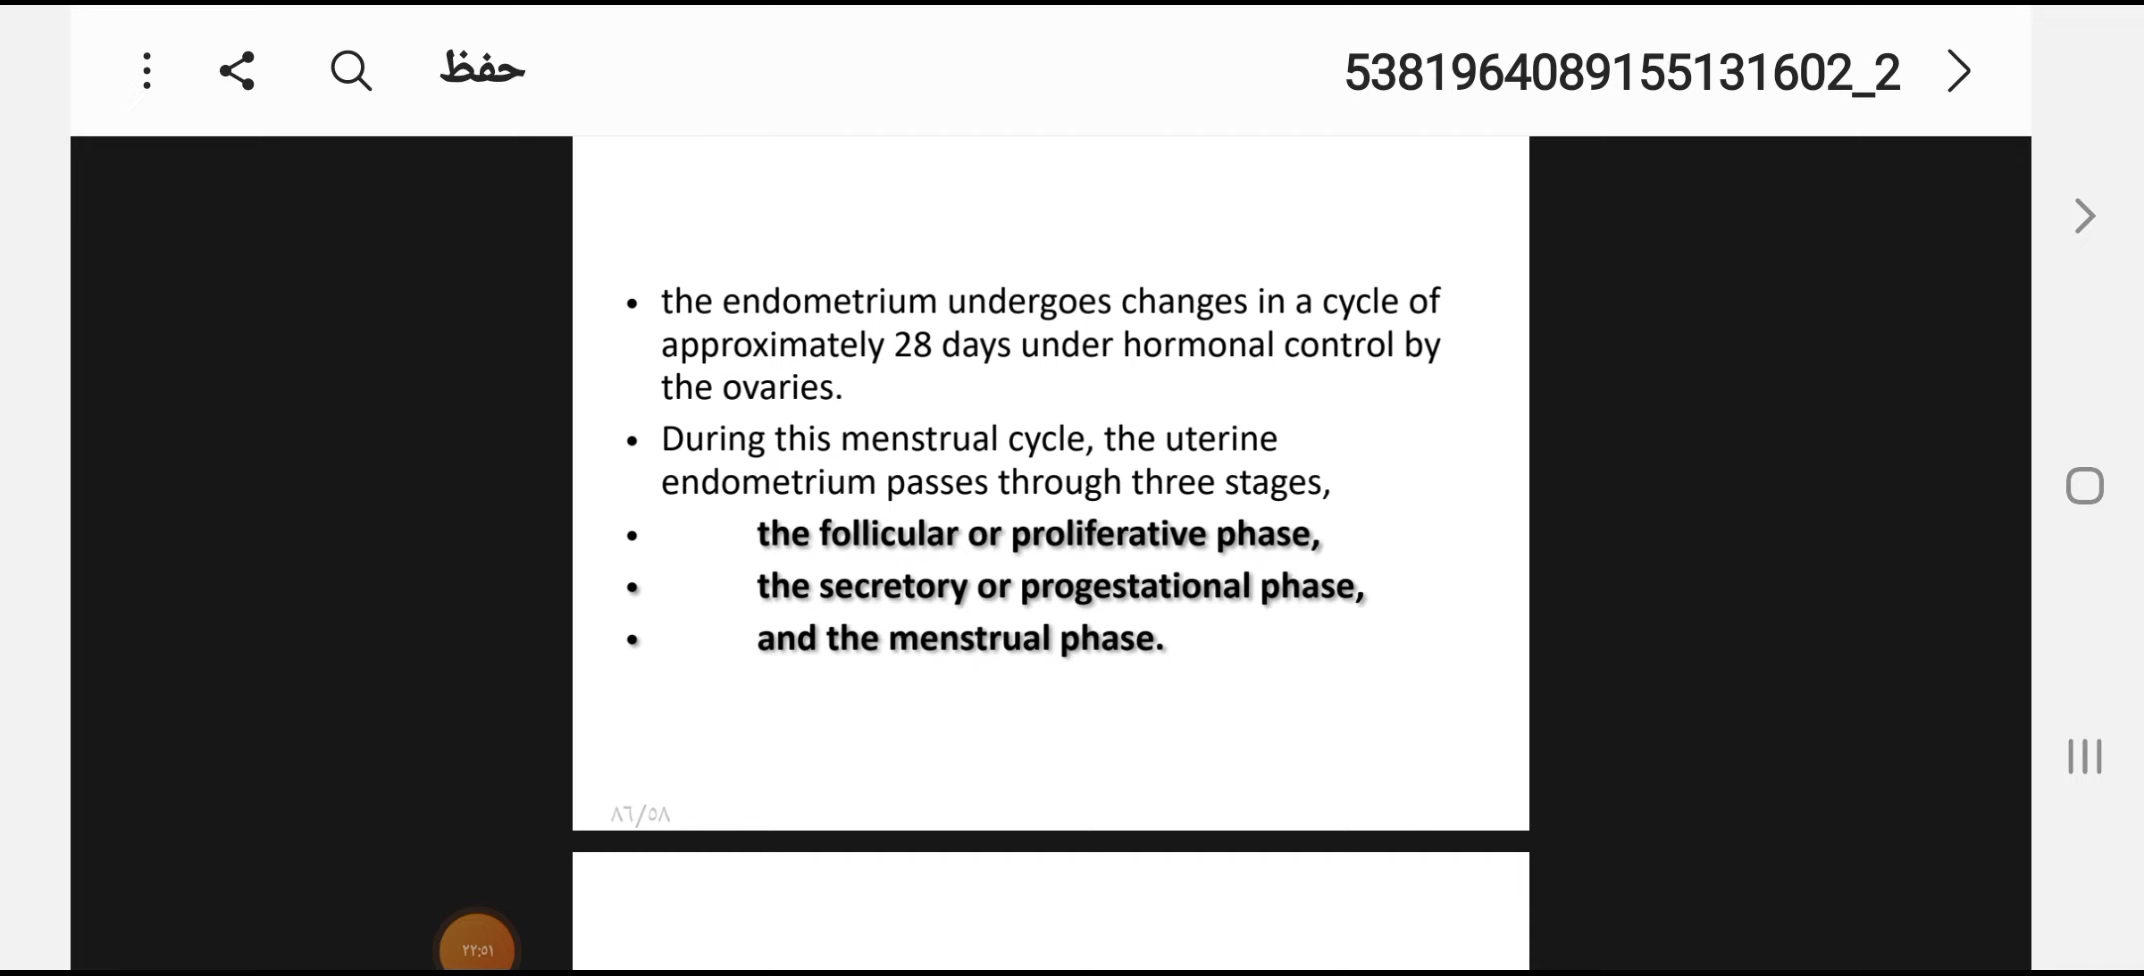 حفظ
5381964089155131602_2
• the endometrium undergoes changes in a cycle of
approximately 28 days under hormonal control by
the ovaries.
• During this menstrual cycle, the uterine
endometrium passes through three stages,
• the follicular or proliferative phase,
• the secretory or progestational phase,
• and the menstrual phase.
٨٦/٥٨
٢٢:٥١